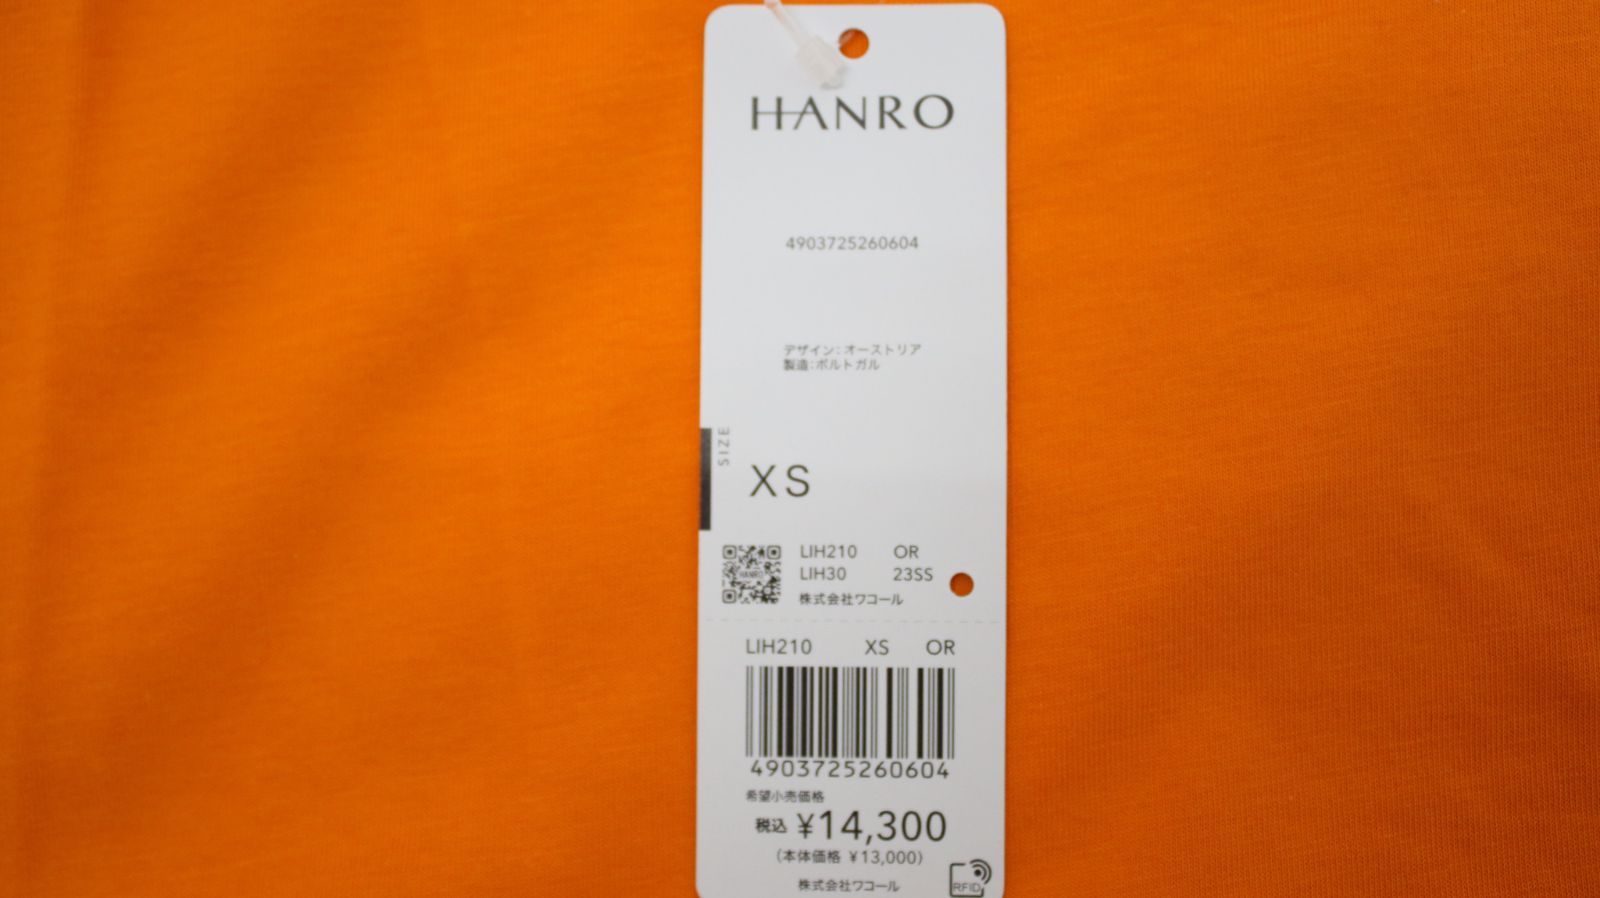 HANRO
4903725260604
デザイン:オーストリア
製造:ポルトガル
SIZE
XS
LIH210 OR
LIH30 23SS
株式会社ワコール
HANRO
LIH210 XS OR
4903725260604
希望小売価格
税込 ¥14,300
(本体価格 ¥13,000)
株式会社ワコール
RFID